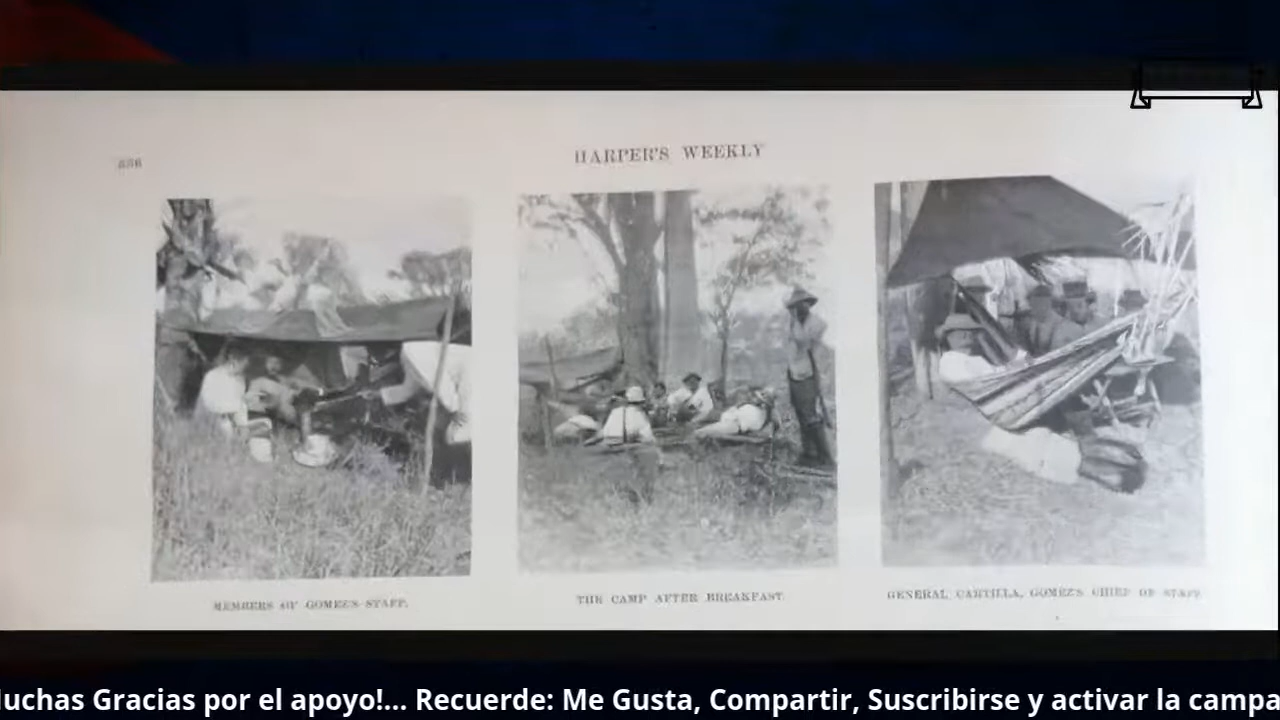 HARPER'S WEEKLY
MEMBERS OF GOMEZ'S STAFF.
THE CAMP AFTER BREAKFAST.
GENERAL CARTILLA, GOMEZ'S CHIEF OF STAFF.
Muchas Gracias por el apoyo!... Recuerde: Me Gusta, Compartir, Suscribirse y activar la campa